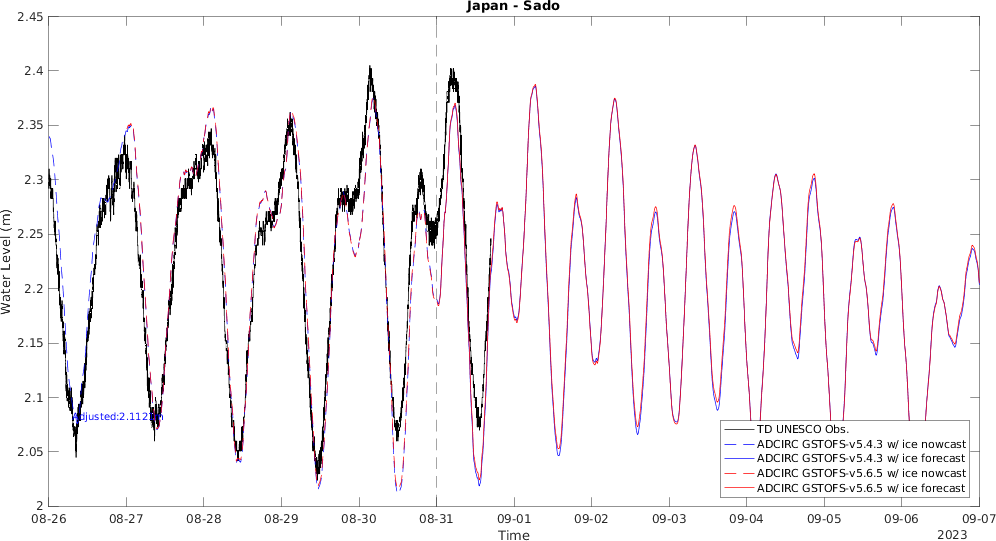 Japan - Sado
2.45
2.4
2.35
2.3
2.25
2.2
2.15
2.1
2.05
2
Water Level (m)
TD UNESCO Obs.
ADCIRC GSTOFS-v5.4.3 w/ ice nowcast
ADCIRC GSTOFS-v5.4.3 w/ ice forecast
ADCIRC GSTOFS-v5.6.5 w/ ice nowcast
ADCIRC GSTOFS-v5.6.5 w/ ice forecast
08-26 08-27 08-28 08-29 08-30 08-31 09-01 09-02 09-03 09-04 09-05 09-06 09-07
Time
2023